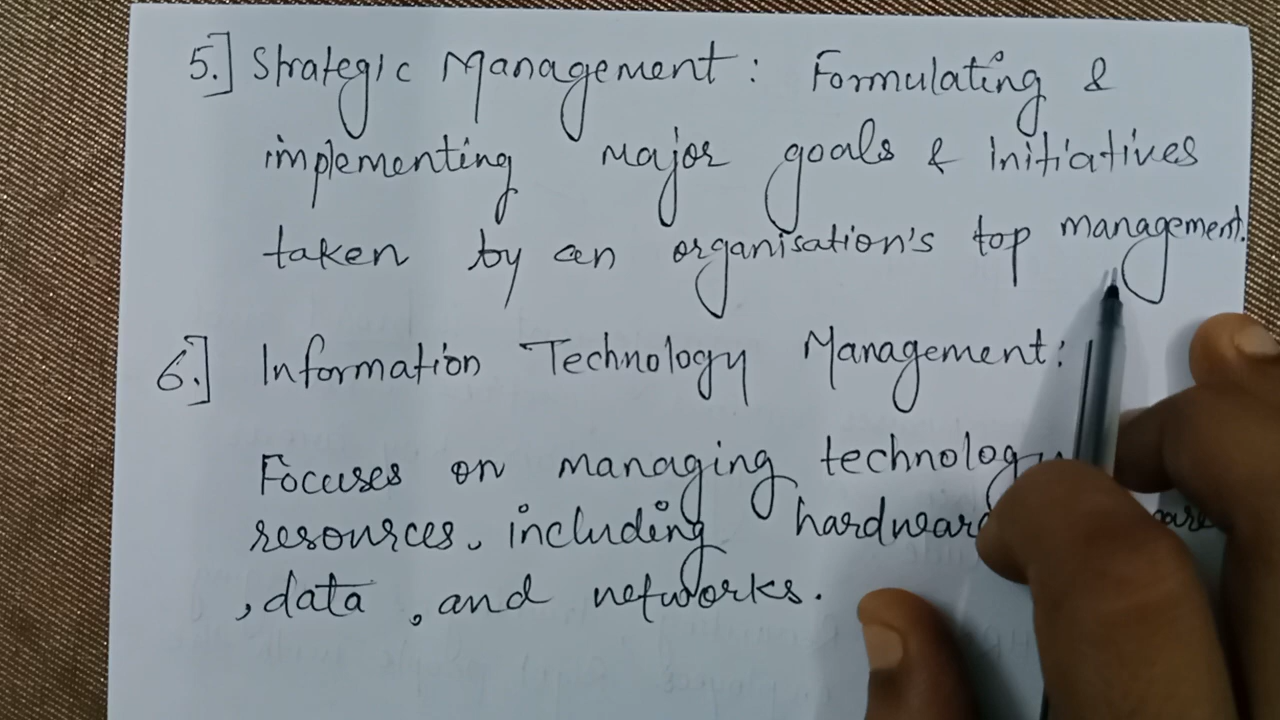 5.] Strategic Management: Formulating &
implementing major goals & initiatives
taken by an organisation's top management.
6.] Information Technology Management:
Focuses on managing technology
resources, including
, data, and networks.